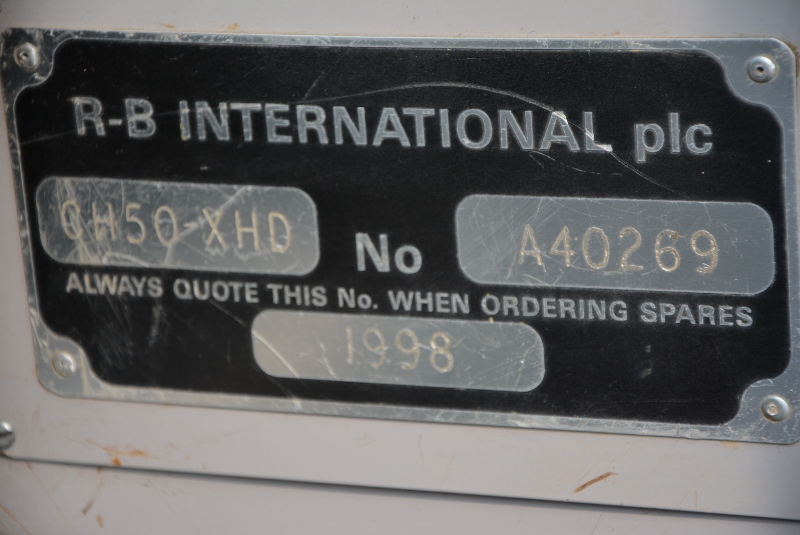 R-B INTERNATIONAL plc
CH50-XHD No A40269
ALWAYS QUOTE THIS No. WHEN ORDERING SPARES
1998